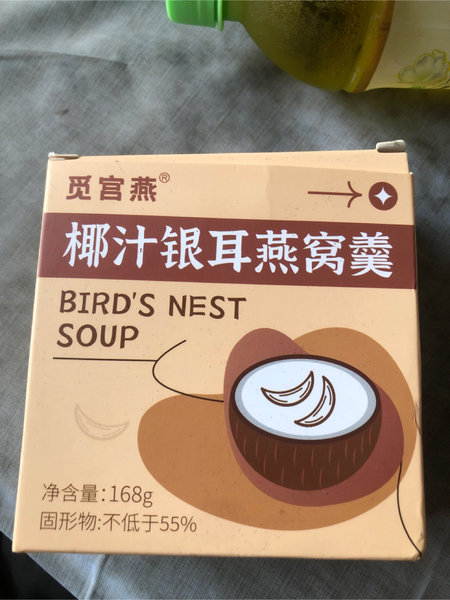 觅宫燕®
椰汁银耳燕窝羹
BIRD'S NEST
SOUP
净含量:168g
固形物:不低于55%